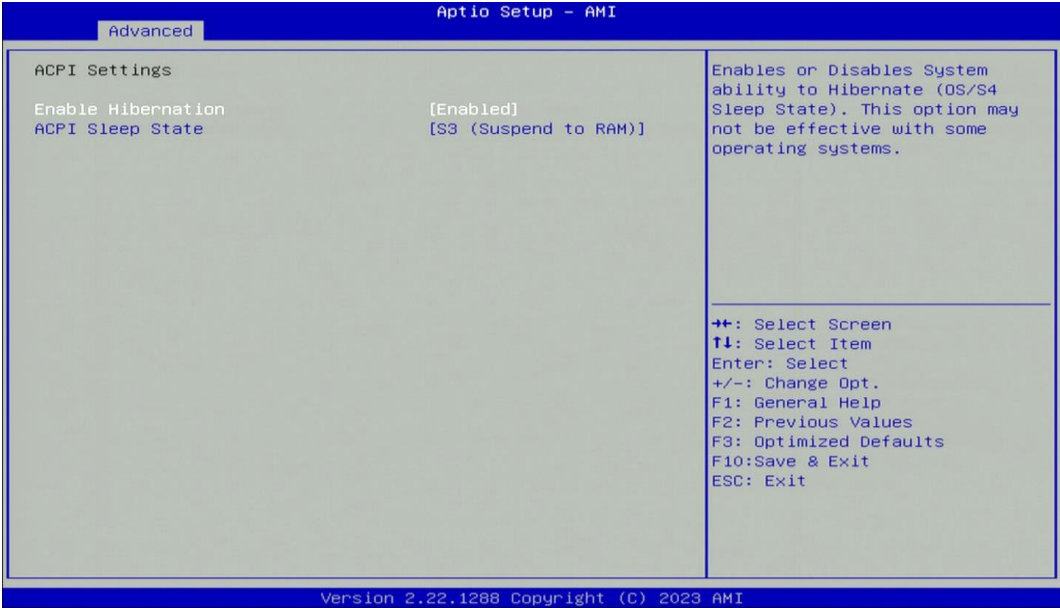 Aptio Setup – AMI
Advanced
ACPI Settings
Enable Hibernation [Enabled]
ACPI Sleep State [S3 (Suspend to RAM)]
Enables or Disables System
ability to Hibernate (OS/S4
Sleep State). This option may
not be effective with some
operating systems.
→←: Select Screen
↑↓: Select Item
Enter: Select
+/-: Change Opt.
F1: General Help
F2: Previous Values
F3: Optimized Defaults
F10:Save & Exit
ESC: Exit
Version 2.22.1288 Copyright (C) 2023 AMI